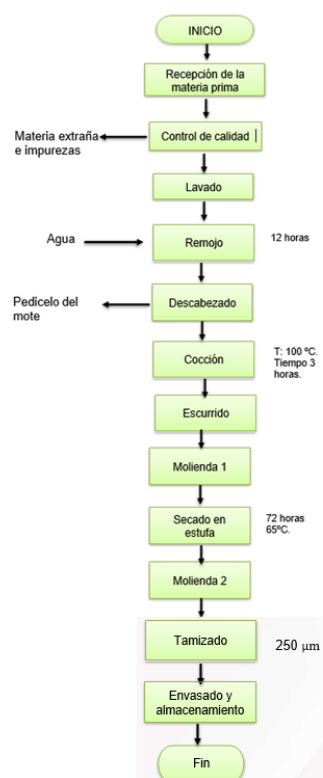 INICIO
Recepción de la
materia prima
Materia extraña
e impurezas
Control de calidad
Lavado
Agua
Remojo
12 horas
Pedicelo del
mote
Descabezado
Cocción
T: 100 ºC.
Tiempo 3
horas.
Escurrido
Molienda 1
Secado en
estufa
72 horas
65ºC.
Molienda 2
Tamizado
250 μm
Envasado y
almacenamiento
Fin